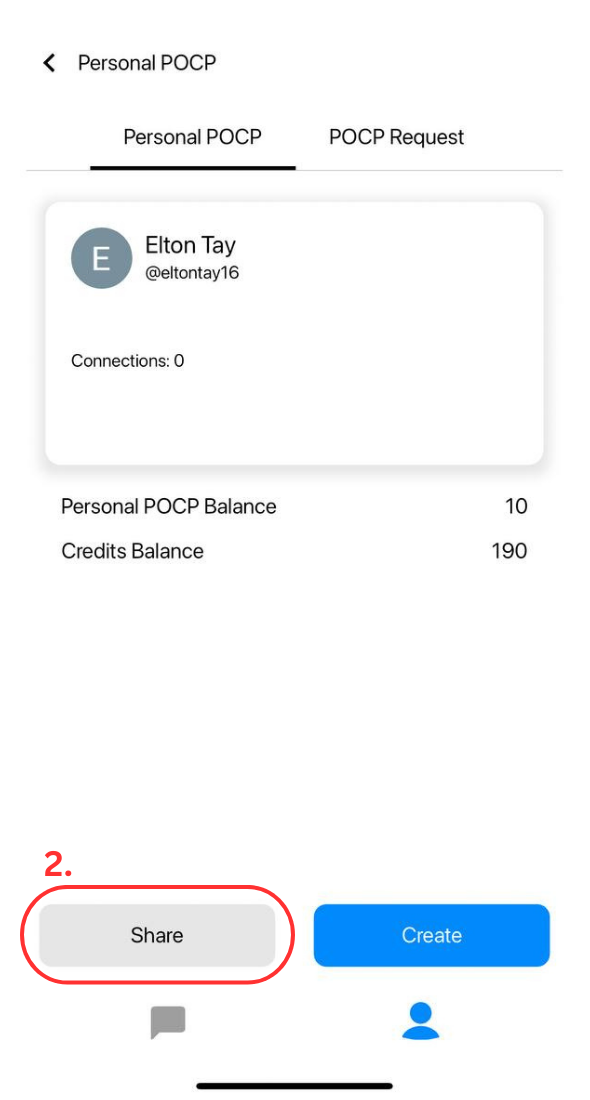 Personal POCP
Personal POCP POCP Request
E
Elton Tay
@eltontay16
Connections: 0
Personal POCP Balance 10
Credits Balance 190
2.
Share Create